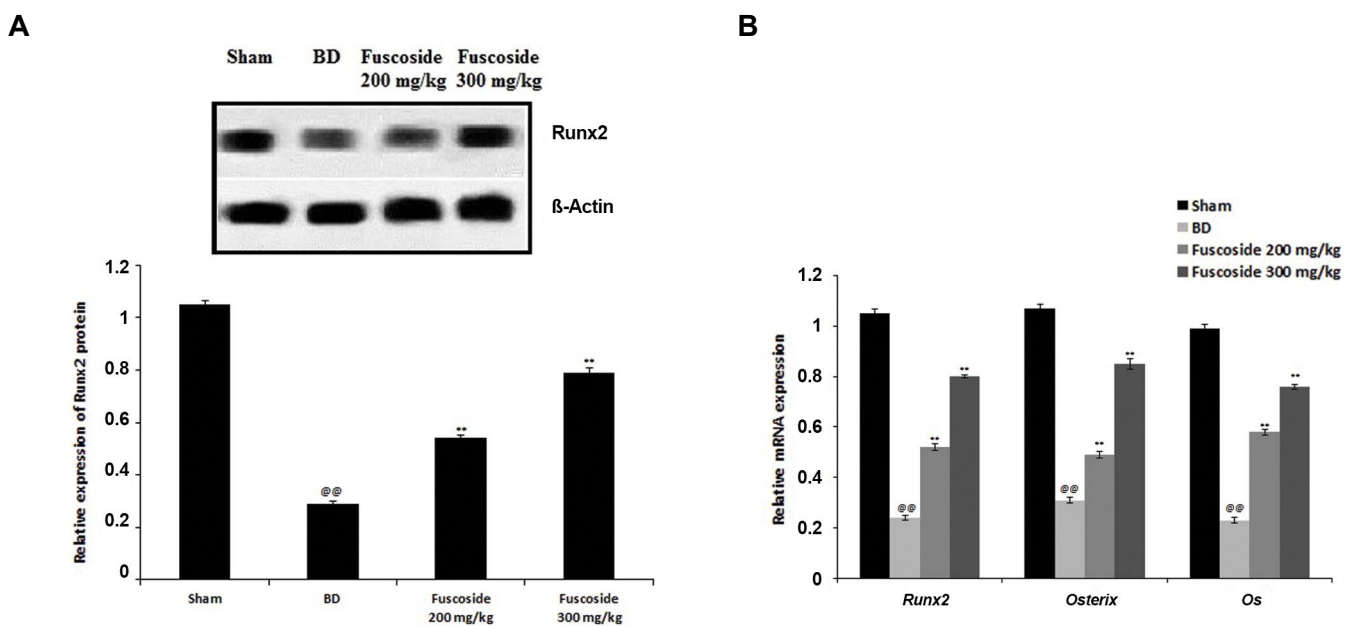 A
Sham BD Fuscoside Fuscoside
200 mg/kg 300 mg/kg
Runx2
ß-Actin
Relative expression of Runx2 protein
1.2
1
0.8
0.6
0.4
0.2
0
@@
**
**
Sham BD Fuscoside Fuscoside
200 mg/kg 300 mg/kg
B
Sham
BD
Fuscoside 200 mg/kg
Fuscoside 300 mg/kg
Relative mRNA expression
1.2
1
0.8
0.6
0.4
0.2
0
@@ ** **
@@ ** **
@@ ** **
Runx2 Osterix Os